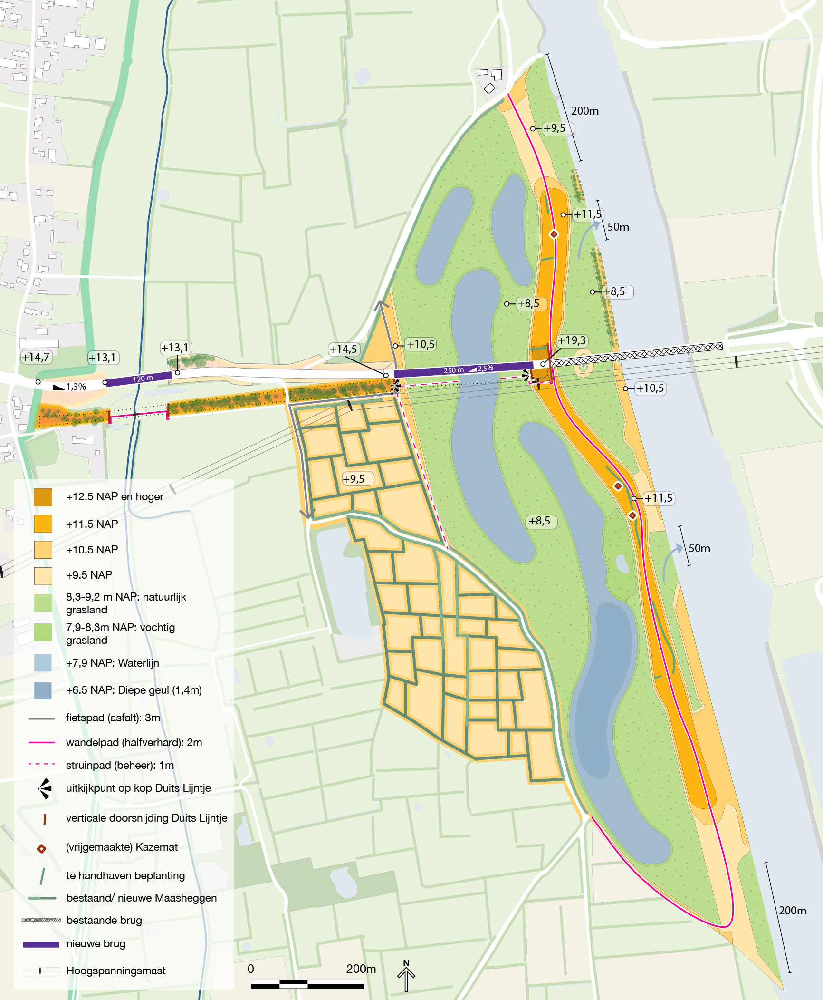 200m
+9,5
+11,5
50m
+8,5
+8,5
+19,3
+13,1
+14,5
+10,5
+14,7
+13,1
250 m 2,5%
120 m
1,3%
+10,5
+9,5
+11,5
+8,5
50m
+12.5 NAP en hoger
+11.5 NAP
+10.5 NAP
+9.5 NAP
8,3-9,2 m NAP: natuurlijk
grasland
7,9-8,3m NAP: vochtig
grasland
+7,9 NAP: Waterlijn
+6.5 NAP: Diepe geul (1,4m)
fietspad (asfalt): 3m
wandelpad (halfverhard): 2m
struinpad (beheer): 1m
uitkijkpunt op kop Duits Lijntje
verticale doorsnijding Duits Lijntje
(vrijgemaakte) Kazemat
te handhaven beplanting
bestaand/ nieuwe Maasheggen
bestaande brug
nieuwe brug
Hoogspanningsmast
200m
0 200m
N